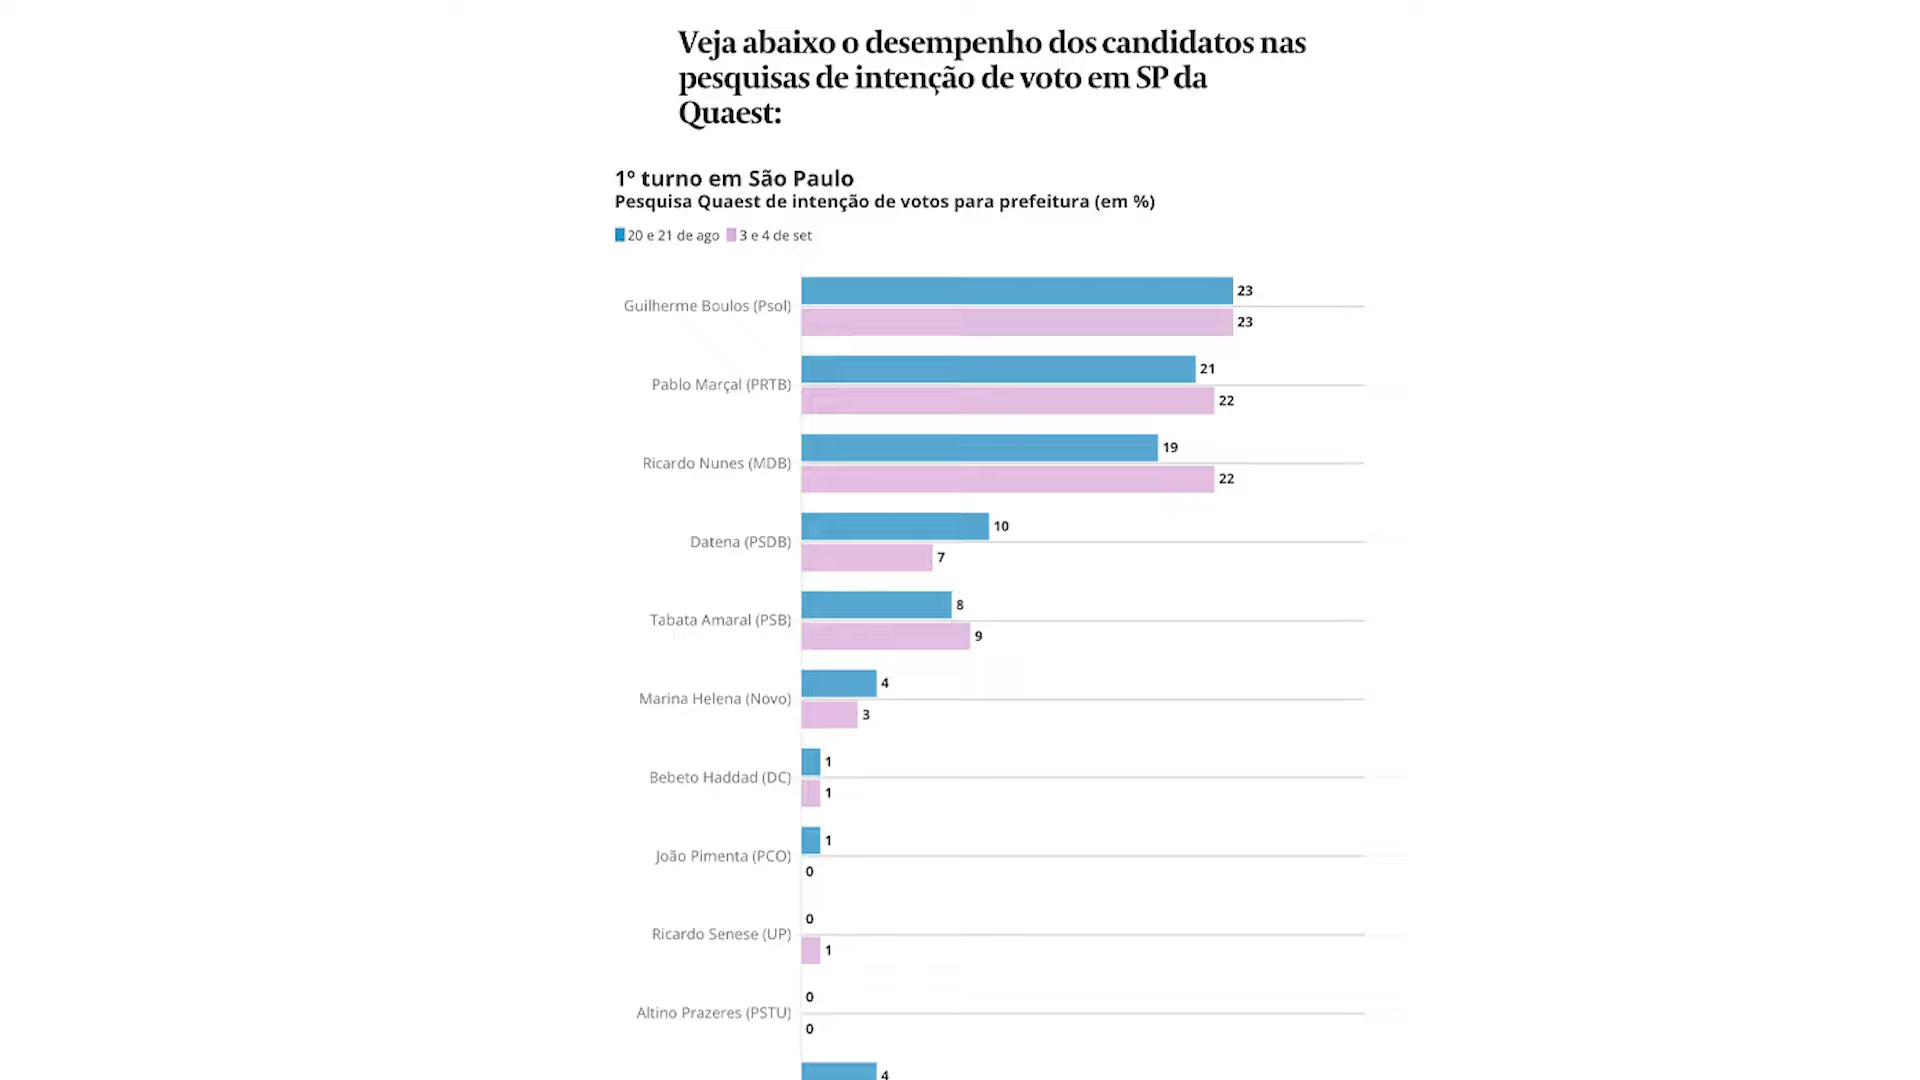 Veja abaixo o desempenho dos candidatos nas
pesquisas de intenção de voto em SP da
Quaest:
1º turno em São Paulo
Pesquisa Quaest de intenção de votos para prefeitura (em %)
20 e 21 de ago 3 e 4 de set
23
Guilherme Boulos (Psol)
23
21
Pablo Marçal (PRTB)
22
19
Ricardo Nunes (MDB)
22
10
Datena (PSDB)
7
8
Tabata Amaral (PSB)
9
4
Marina Helena (Novo)
3
1
Bebeto Haddad (DC)
1
1
João Pimenta (PCO)
0
0
Ricardo Senese (UP)
1
0
Altino Prazeres (PSTU)
0
4